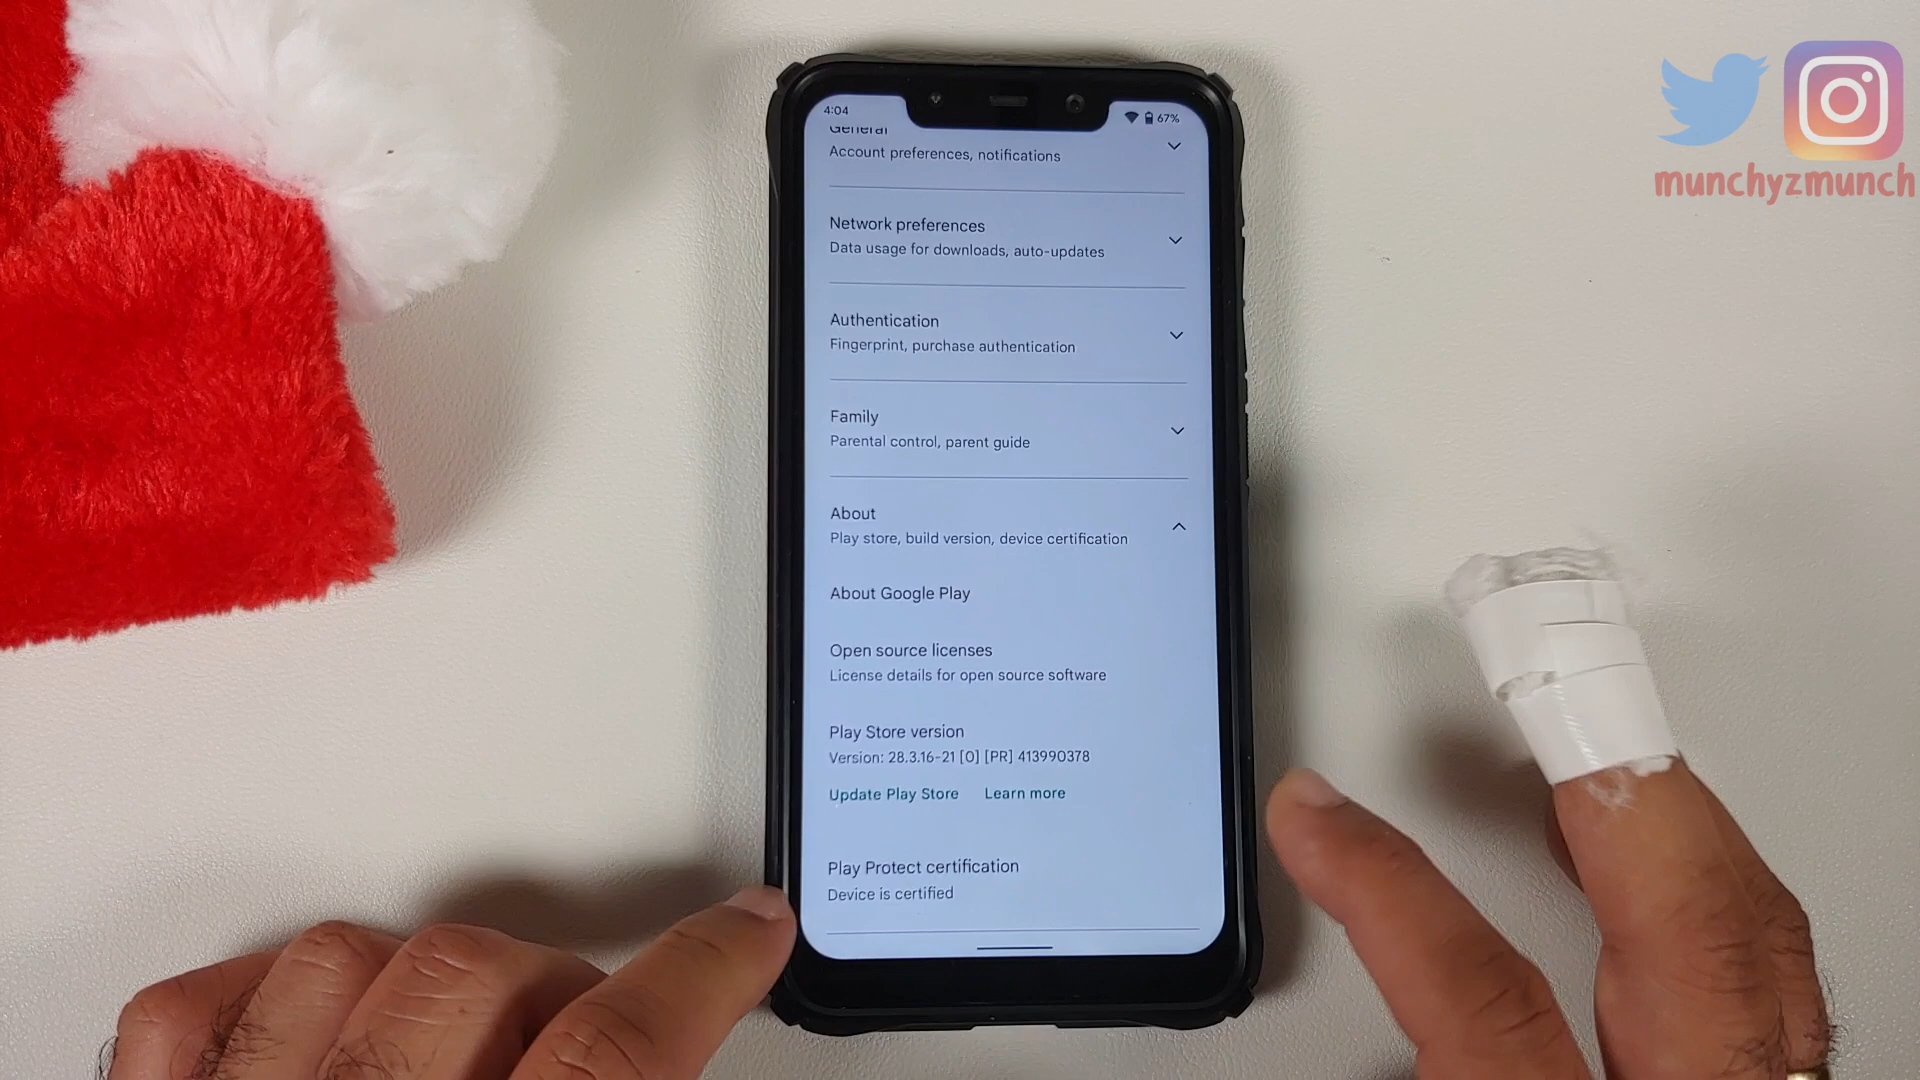 4:04
67%
General
Account preferences, notifications
Network preferences
Data usage for downloads, auto-updates
Authentication
Fingerprint, purchase authentication
Family
Parental control, parent guide
About
Play store, build version, device certification
About Google Play
Open source licenses
License details for open source software
Play Store version
Version: 28.3.16-21 [0] [PR] 413990378
Update Play Store Learn more
Play Protect certification
Device is certified
munchyzmunch